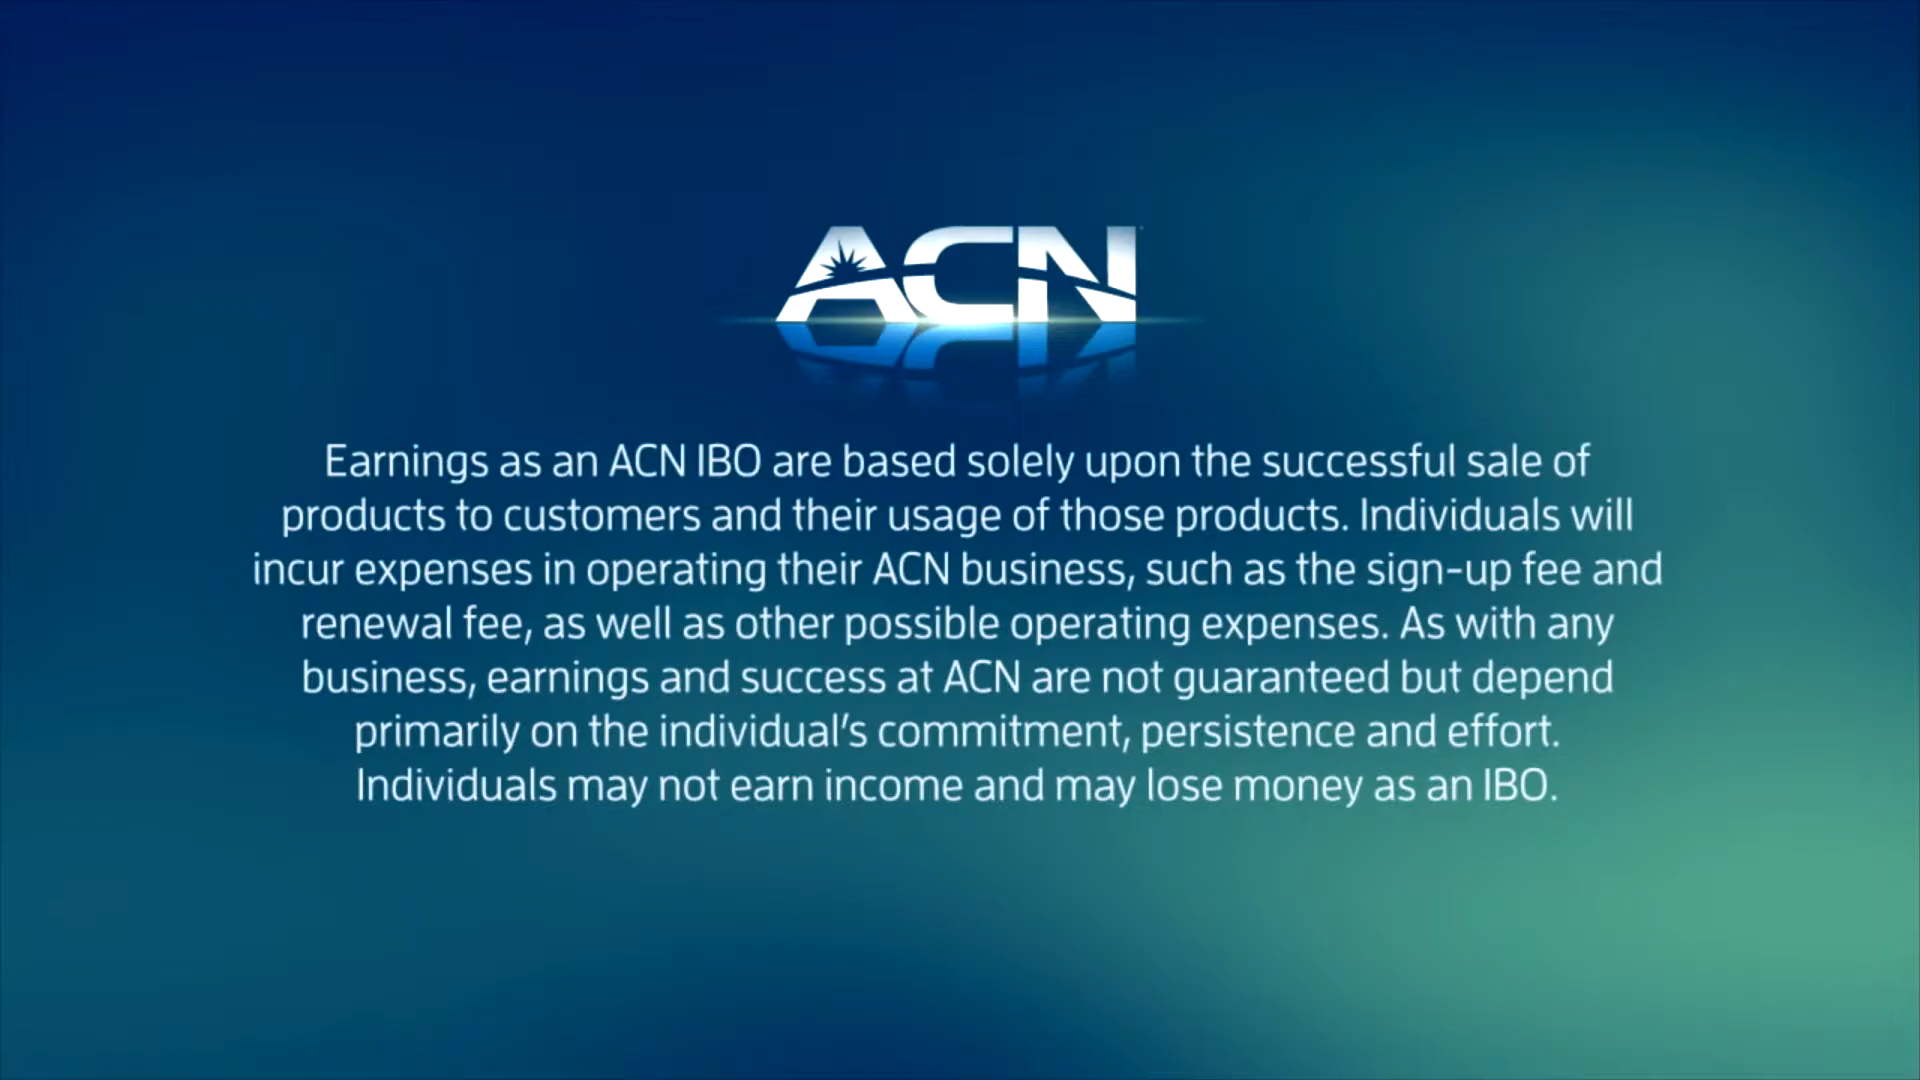 ACN
Earnings as an ACN IBO are based solely upon the successful sale of
products to customers and their usage of those products. Individuals will
incur expenses in operating their ACN business, such as the sign-up fee and
renewal fee, as well as other possible operating expenses. As with any
business, earnings and success at ACN are not guaranteed but depend
primarily on the individual's commitment, persistence and effort.
Individuals may not earn income and may lose money as an IBO.